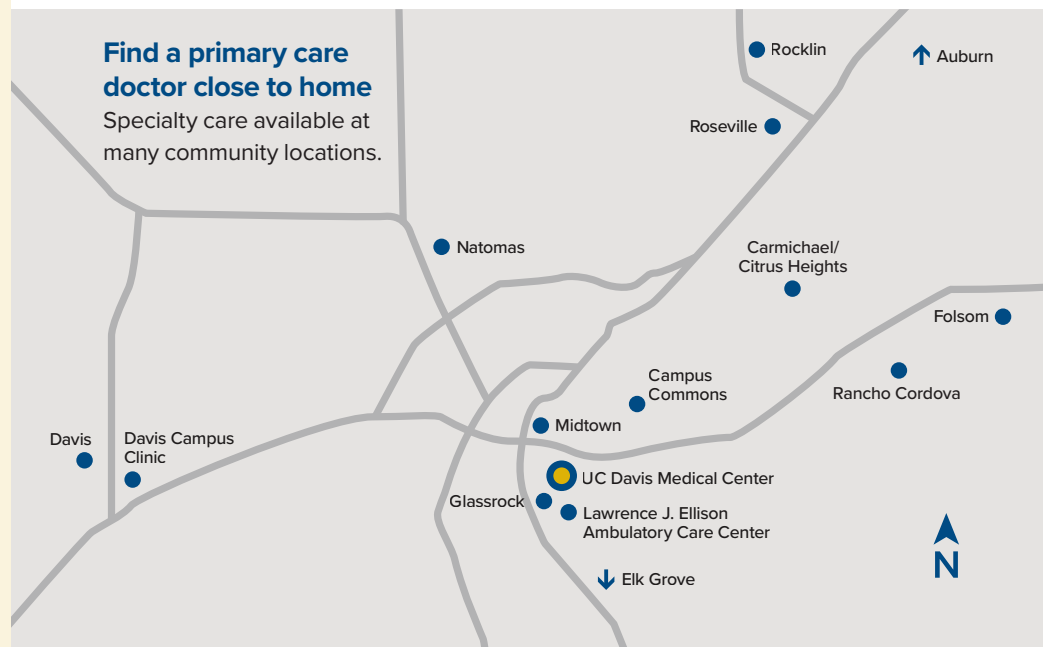 Find a primary care
doctor close to home
Specialty care available at
many community locations.
Rocklin
Auburn
Roseville
Natomas
Carmichael/
Citrus Heights
Folsom
Campus
Commons
Rancho Cordova
Midtown
Davis
Davis Campus
Clinic
UC Davis Medical Center
Glassrock
Lawrence J. Ellison
Ambulatory Care Center
Elk Grove
N